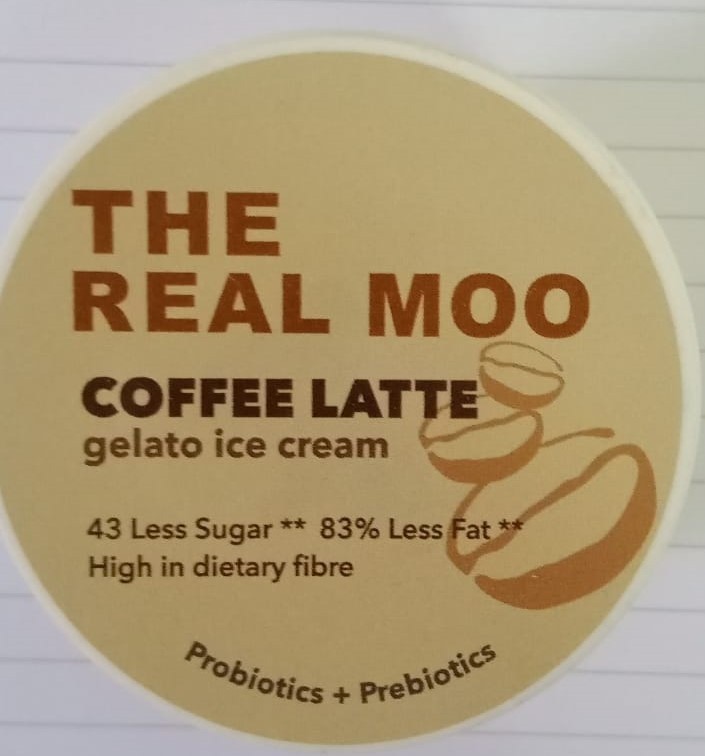 THE
REAL MOO
COFFEE LATTE
gelato ice cream
43 Less Sugar ** 83% Less Fat **
High in dietary fibre
Probiotics + Prebiotics